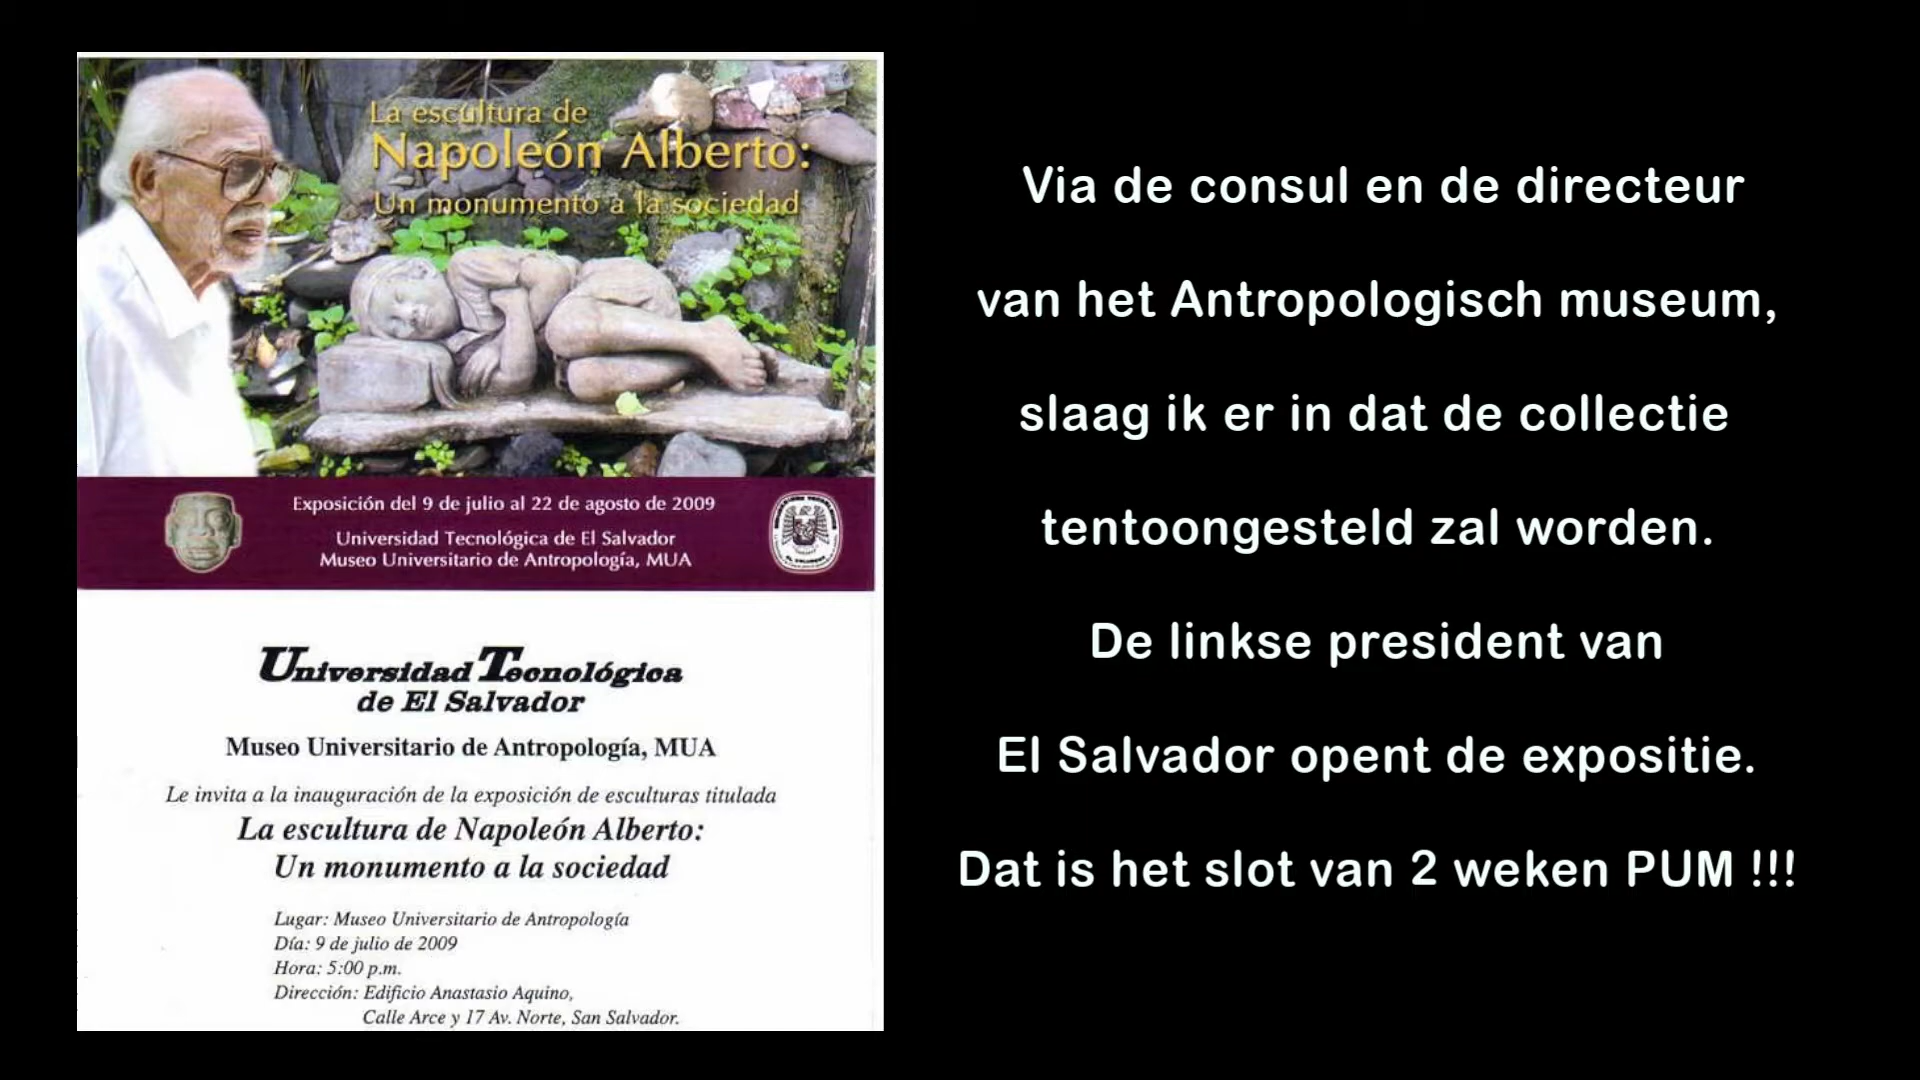 La escultura de
Napoleón Alberto:
Un monumento a la sociedad
Exposición del 9 de julio al 22 de agosto de 2009
Universidad Tecnológica de El Salvador
Museo Universitario de Antropología, MUA
Universidad Tecnológica
de El Salvador
Museo Universitario de Antropología, MUA
Le invita a la inauguración de la exposición de esculturas titulada
La escultura de Napoleón Alberto:
Un monumento a la sociedad
Lugar: Museo Universitario de Antropología
Día: 9 de julio de 2009
Hora: 5:00 p.m.
Dirección: Edificio Anastasio Aquino,
Calle Arce y 17 Av. Norte, San Salvador.
Via de consul en de directeur
van het Antropologisch museum,
slaag ik er in dat de collectie
tentoongesteld zal worden.
De linkse president van
El Salvador opent de expositie.
Dat is het slot van 2 weken PUM !!!